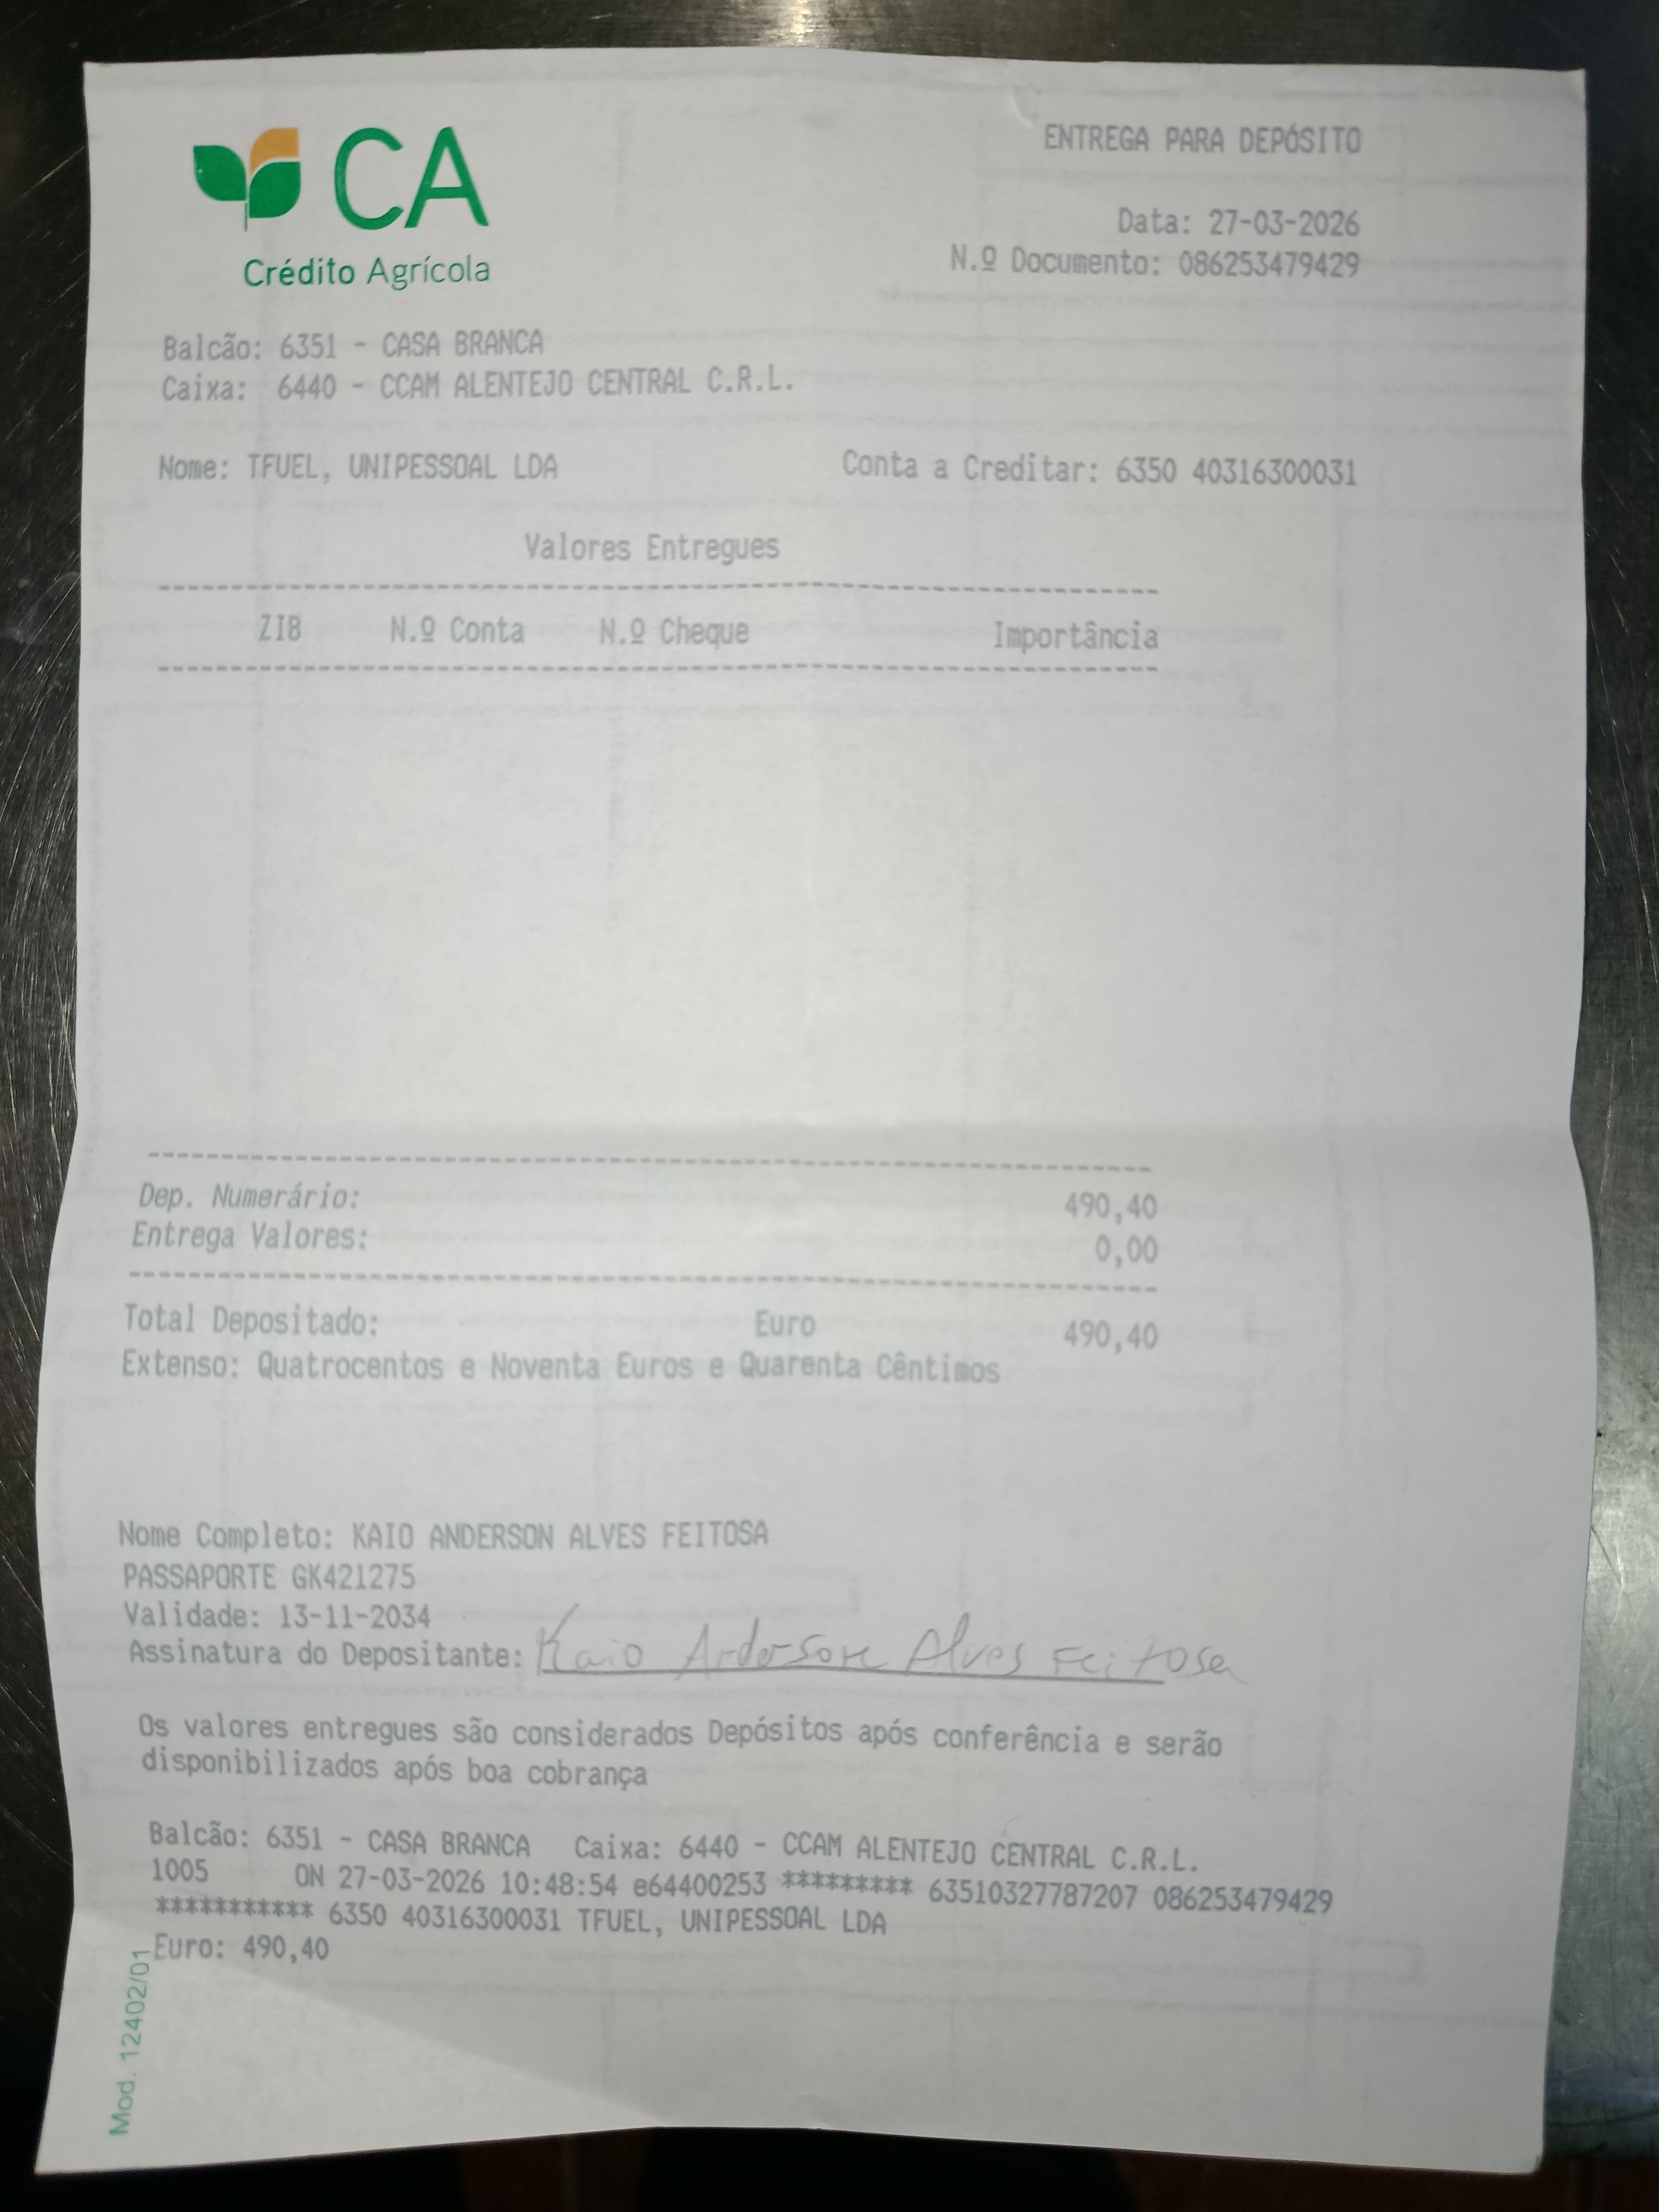 CA
Crédito Agrícola
ENTREGA PARA DEPÓSITO
Data: 27-03-2026
N.º Documento: 086253479429
Balcão: 6351 - CASA BRANCA
Caixa: 6440 - CCAM ALENTEJO CENTRAL C.R.L.
Nome: TFUEL, UNIPESSOAL LDA Conta a Creditar: 6350 40316300031
Valores Entregues
ZIB N.º Conta N.º Cheque Importância
Dep. Numerário: 490,40
Entrega Valores: 0,00
Total Depositado: Euro 490,40
Extenso: Quatrocentos e Noventa Euros e Quarenta Cêntimos
Nome Completo: KAIO ANDERSON ALVES FEITOSA
PASSAPORTE GK421275
Validade: 13-11-2034
Assinatura do Depositante: Kaio Anderson Alves Feitosa
Os valores entregues são considerados Depósitos após conferência e serão
disponibilizados após boa cobrança
Balcão: 6351 - CASA BRANCA Caixa: 6440 - CCAM ALENTEJO CENTRAL C.R.L.
1005 ON 27-03-2026 10:48:54 e64400253 ********* 63510327787207 086253479429
*********** 6350 40316300031 TFUEL, UNIPESSOAL LDA
Euro: 490,40
Mod. 12402/01